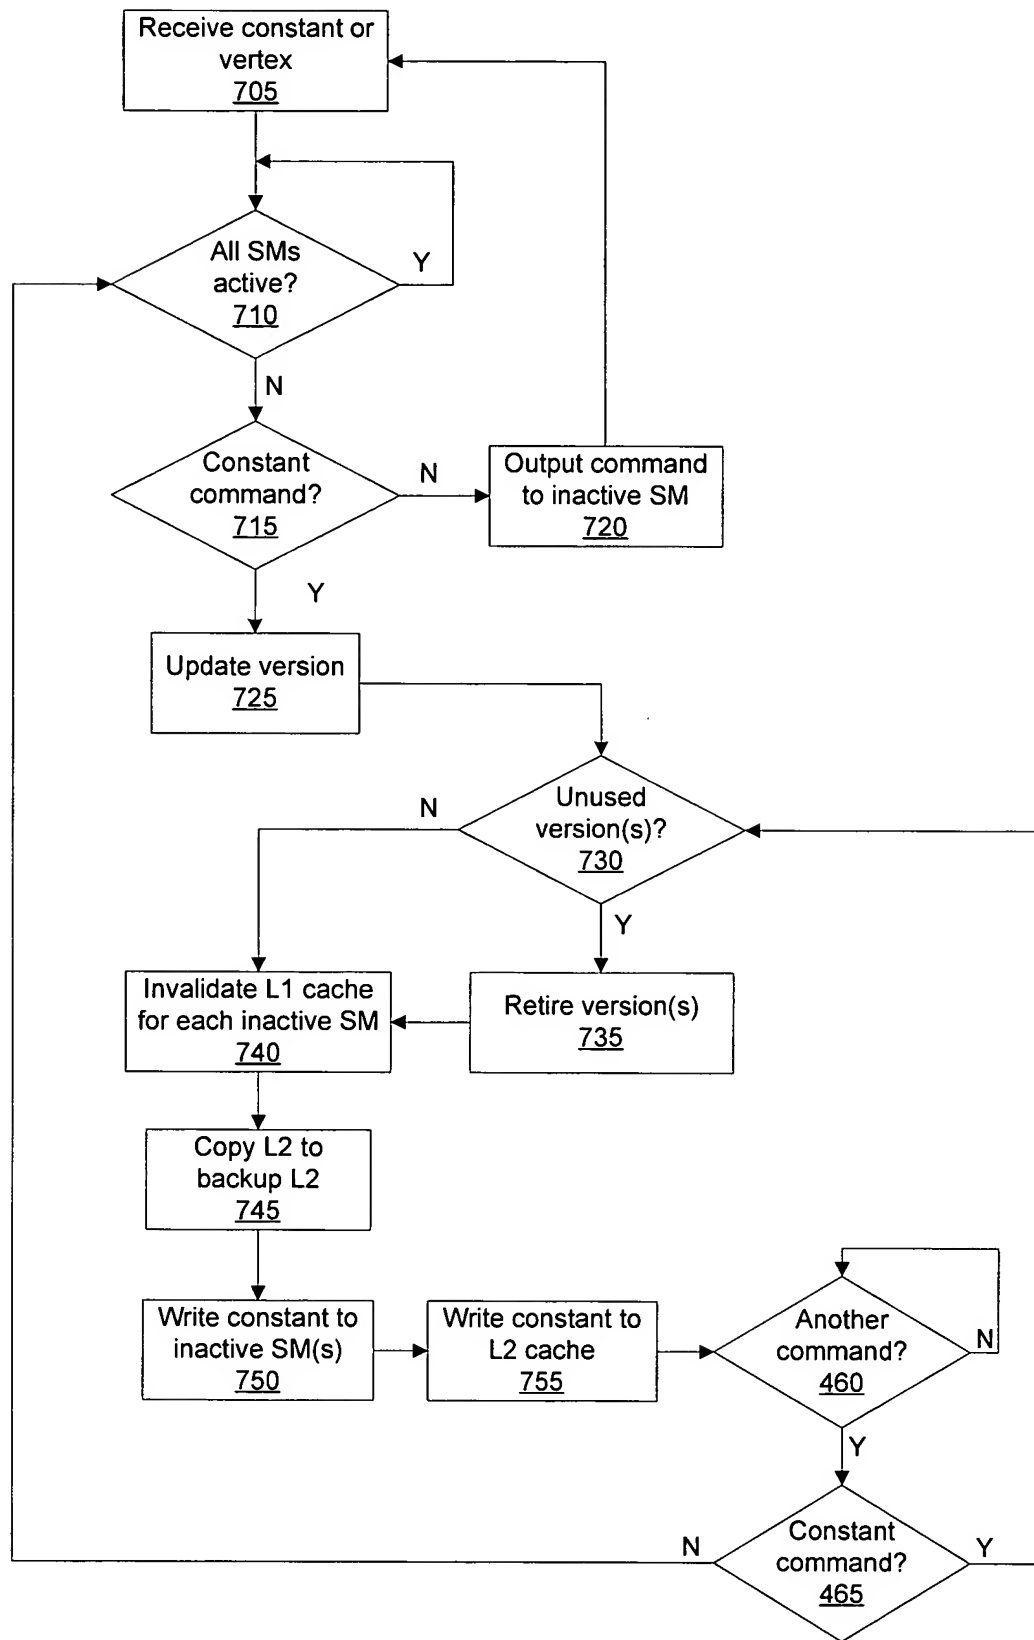 Receive constant or
vertex
705
All SMs
active?
710
Y
N
Constant
command?
715
N
Output command
to inactive SM
720
Y
Update version
725
Unused
version(s)?
730
N
Y
Invalidate L1 cache
for each inactive SM
740
Retire version(s)
735
Copy L2 to
backup L2
745
Write constant to
inactive SM(s)
750
Write constant to
L2 cache
755
Another
command?
460
N
Y
Constant
command?
465
N
Y